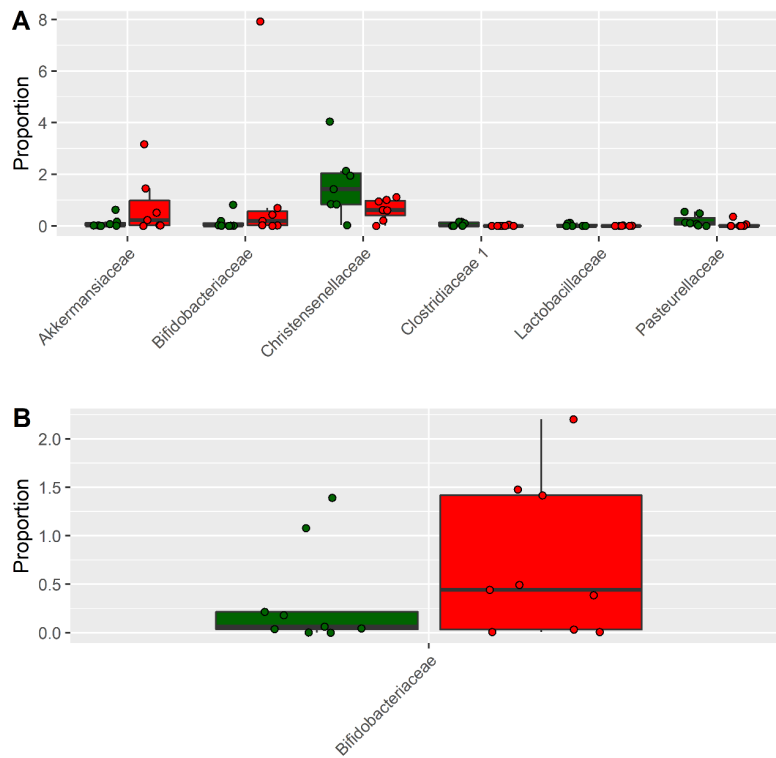 A
Proportion
8
6
4
2
0
Akkermansiaceae
Bifidobacteriaceae
Christensenellaceae
Clostridiaceae 1
Lactobacillaceae
Pasteurellaceae
B
Proportion
2.0
1.5
1.0
0.5
0.0
Bifidobacteriaceae